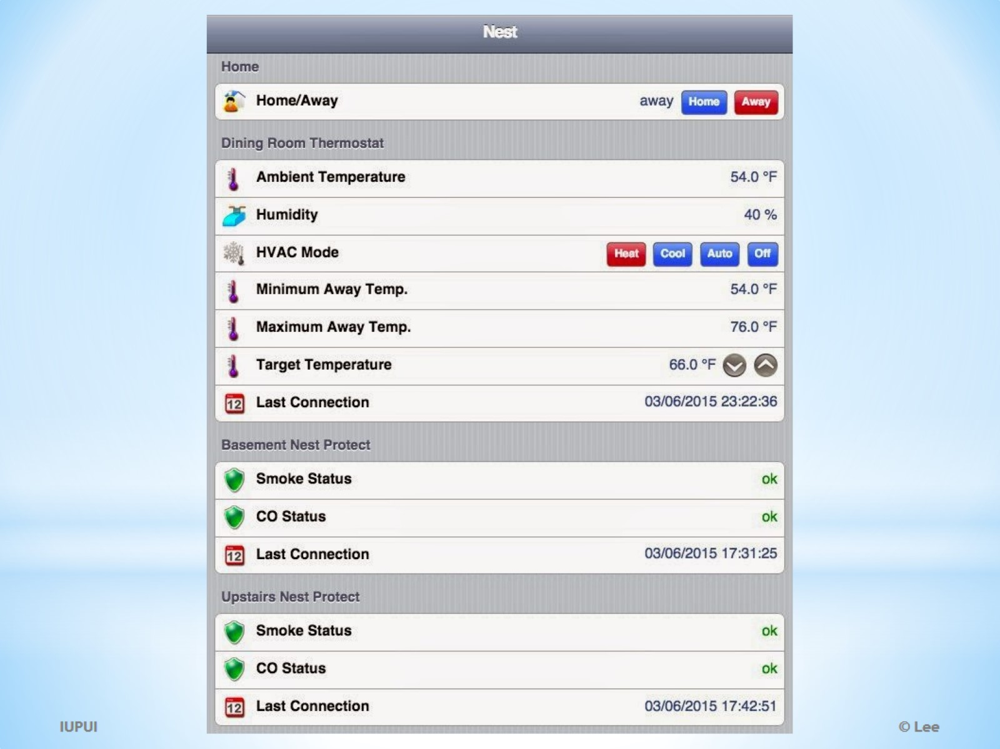 Nest
Home
Home/Away away Home Away
Dining Room Thermostat
Ambient Temperature 54.0 °F
Humidity 40 %
HVAC Mode Heat Cool Auto Off
Minimum Away Temp. 54.0 °F
Maximum Away Temp. 76.0 °F
Target Temperature 66.0 °F
12 Last Connection 03/06/2015 23:22:36
Basement Nest Protect
Smoke Status ok
CO Status ok
12 Last Connection 03/06/2015 17:31:25
Upstairs Nest Protect
Smoke Status ok
CO Status ok
12 Last Connection 03/06/2015 17:42:51
IUPUI © Lee